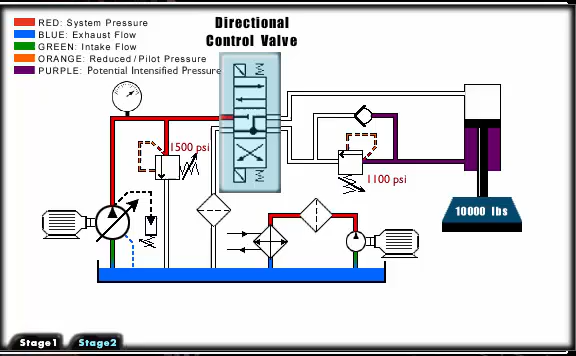 Directional
Control Valve
RED: System Pressure
BLUE: Exhaust Flow
GREEN: Intake Flow
ORANGE: Reduced/Pilot Pressure
PURPLE: Potential Intensified Pressure
1500 psi
1100 psi
10000 lbs
Stage1 Stage2